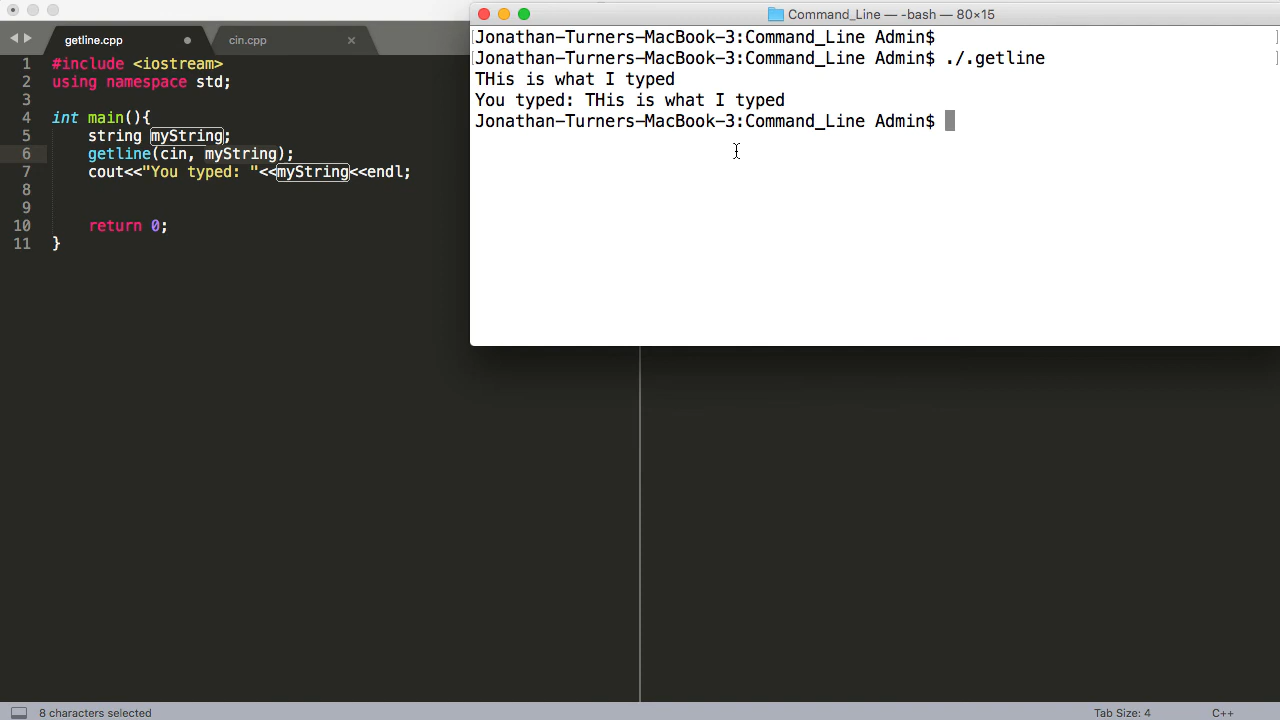 getline.cpp
cin.cpp
1 #include <iostream>
2 using namespace std;
3
4 int main(){
5 string myString;
6 getline(cin, myString);
7 cout<<"You typed: "<<myString<<endl;
8
9
10 return 0;
11 }
Command_Line — -bash — 80×15
Jonathan-Turners-MacBook-3:Command_Line Admin$
Jonathan-Turners-MacBook-3:Command_Line Admin$ ./.getline
THis is what I typed
You typed: THis is what I typed
Jonathan-Turners-MacBook-3:Command_Line Admin$
8 characters selected
Tab Size: 4
C++